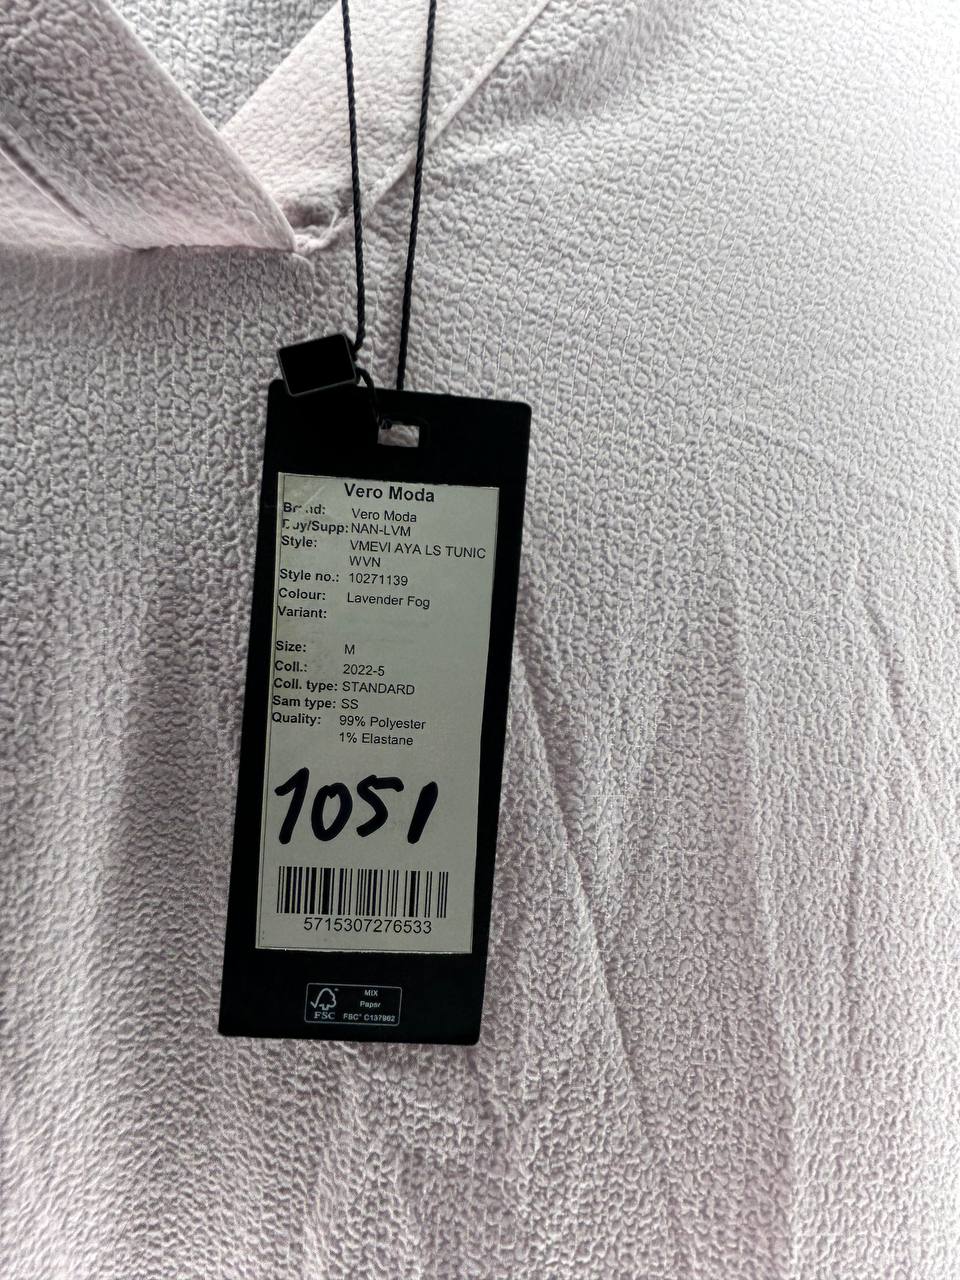 Vero Moda
Brand: Vero Moda
Buy/Supp: NAN-LVM
Style: VMEVI AYA LS TUNIC
WVN
Style no.: 10271139
Colour: Lavender Fog
Variant:
Size: M
Coll.: 2022-5
Coll. type: STANDARD
Sam type: SS
Quality: 99% Polyester
1% Elastane
1051
5715307276533
MIX
Paper
FSC FSC® C137982